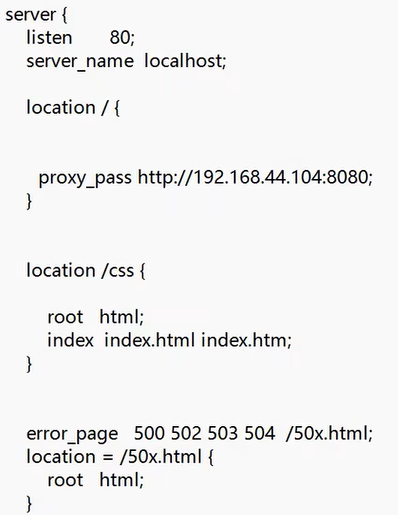 server {
listen 80;
server_name localhost;
location / {
proxy_pass http://192.168.44.104:8080;
}
location /css {
root html;
index index.html index.htm;
}
error_page 500 502 503 504 /50x.html;
location = /50x.html {
root html;
}